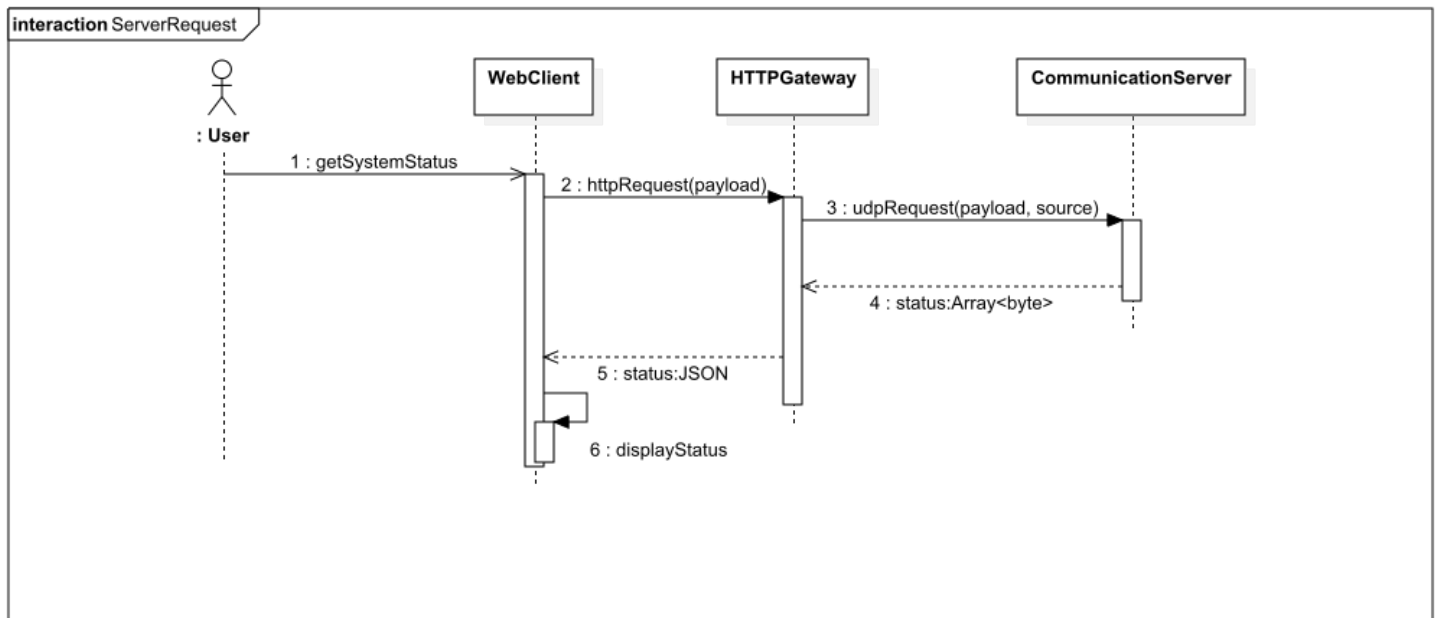 interaction ServerRequest
WebClient
HTTPGateway
CommunicationServer
: User
1 : getSystemStatus
2 : httpRequest(payload)
3 : udpRequest(payload, source)
4 : status:Array<byte>
5 : status:JSON
6 : displayStatus